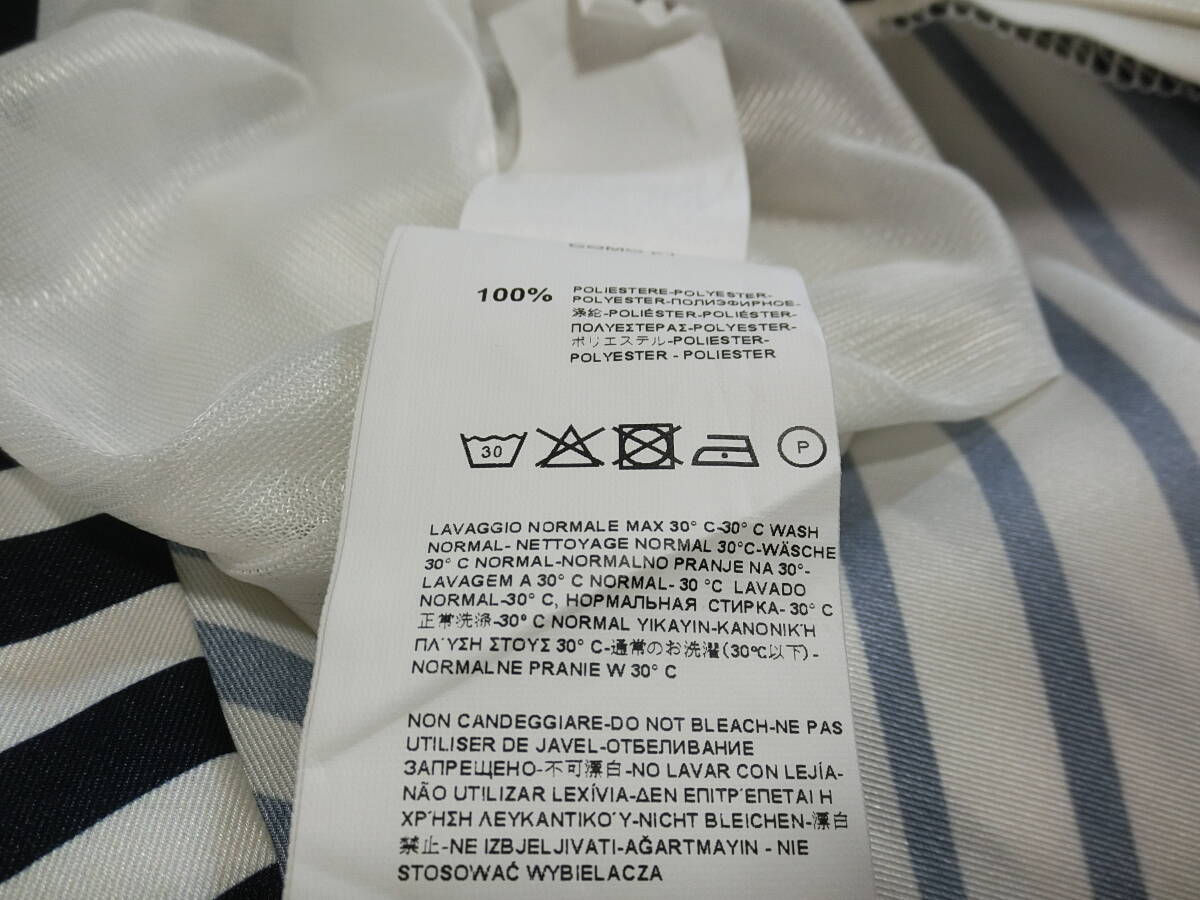 100% POLIESTERE-POLYESTER-
POLYESTER-ПОЛИЭФИРНОЕ-
涤纶-POLIÉSTER-POLIÉSTER-
ΠΟΛΥΕΣΤΕΡΑΣ-POLYESTER-
ポリエステル-POLIESTER-
POLYESTER - POLIESTER
30 P
LAVAGGIO NORMALE MAX 30° C-30° C WASH
NORMAL- NETTOYAGE NORMAL 30°C-WÄSCHE
30° C NORMAL-NORMALNO PRANJE NA 30°-
LAVAGEM A 30° C NORMAL- 30 °C LAVADO
NORMAL-30° C, НОРМАЛЬНАЯ СТИРКА- 30° C
正常洗涤-30° C NORMAL YIKAYIN-ΚΑΝΟΝΙΚΉ
ΠΛΎΣΗ ΣΤΟΥΣ 30° C-通常のお洗濯(30℃以下)-
NORMALNE PRANIE W 30° C
NON CANDEGGIARE-DO NOT BLEACH-NE PAS
UTILISER DE JAVEL-ОТБЕЛИВАНИЕ
ЗАПРЕЩЕНО-不可漂白-NO LAVAR CON LEJÍA-
NÃO UTILIZAR LEXÍVIA-ΔΕΝ ΕΠΙΤΡΈΠΕΤΑΙ Η
ΧΡΉΣΗ ΛΕΥΚΑΝΤΙΚΟΎ-NICHT BLEICHEN-漂白
禁止-NE IZBJELJIVATI-AĞARTMAYIN - NIE
STOSOWAĆ WYBIELACZA